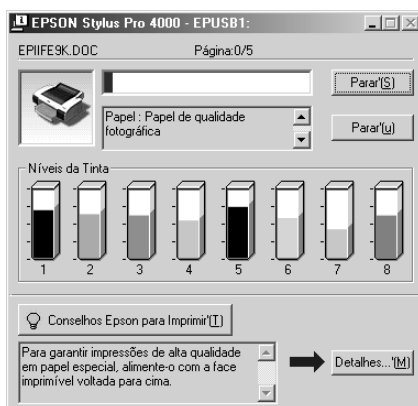 EPSON Stylus Pro 4000 - EPUSB1:
EPIIFE9K.DOC Página:0/5
Parar'(S)
Papel : Papel de qualidade
fotográfica
Parar'(u)
Níveis da Tinta
1 2 3 4 5 6 7 8
Conselhos Epson para Imprimir'(T)
Para garantir impressões de alta qualidade
em papel especial, alimente-o com a face
imprimível voltada para cima.
Detalhes...'(M)